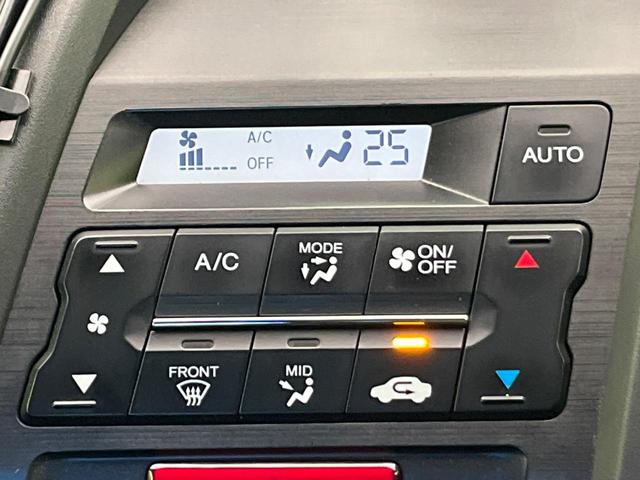 A/C
OFF
25
AUTO
A/C
MODE
ON/
OFF
FRONT
MID